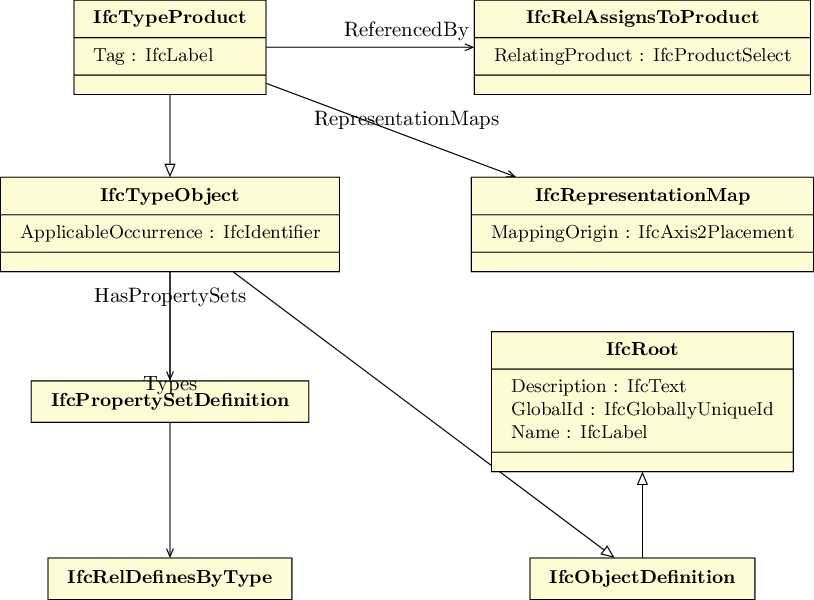 IfcTypeProduct
Tag : IfcLabel
ReferencedBy
IfcRelAssignsToProduct
RelatingProduct : IfcProductSelect
RepresentationMaps
IfcTypeObject
ApplicableOccurrence : IfcIdentifier
IfcRepresentationMap
MappingOrigin : IfcAxis2Placement
HasPropertySets
Types
IfcPropertySetDefinition
IfcRoot
Description : IfcText
GlobalId : IfcGloballyUniqueId
Name : IfcLabel
IfcRelDefinesByType
IfcObjectDefinition